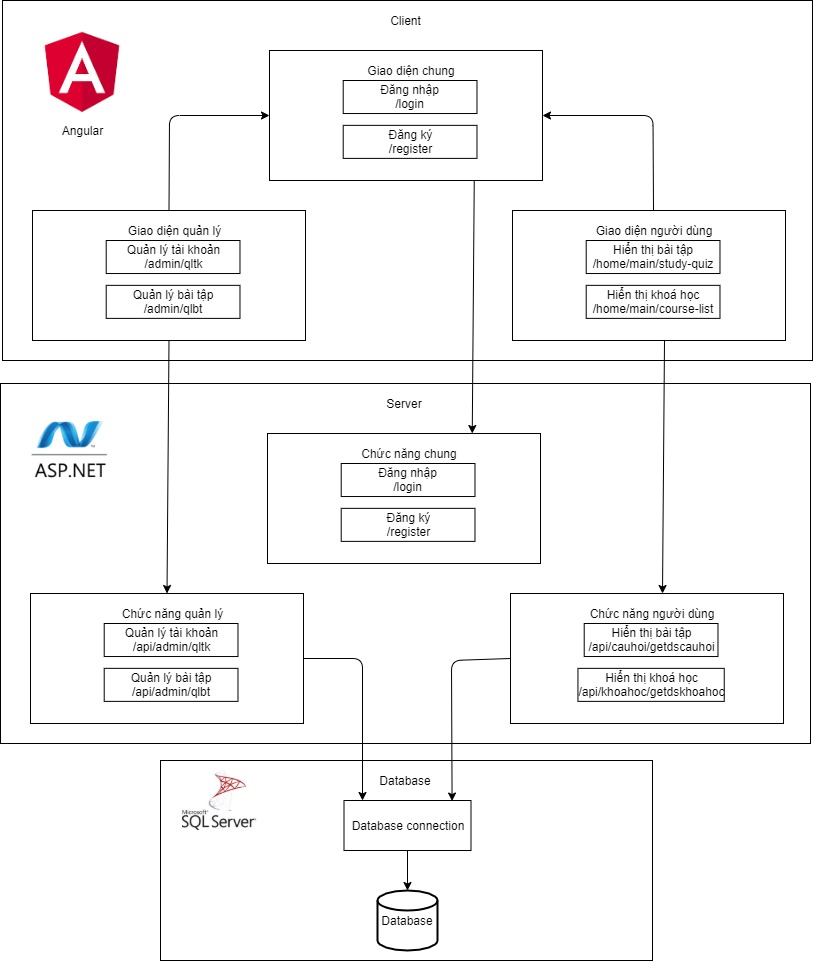 Client
Angular
Giao diện chung
Đăng nhập
/login
Đăng ký
/register
Giao diện quản lý
Quản lý tài khoản
/admin/qltk
Quản lý bài tập
/admin/qlbt
Giao diện người dùng
Hiển thị bài tập
/home/main/study-quiz
Hiển thị khoá học
/home/main/course-list
Server
ASP.NET
Chức năng chung
Đăng nhập
/login
Đăng ký
/register
Chức năng quản lý
Quản lý tài khoản
/api/admin/qltk
Quản lý bài tập
/api/admin/qlbt
Chức năng người dùng
Hiển thị bài tập
/api/cauhoi/getdscauhoi
Hiển thị khoá học
/api/khoahoc/getdskhoahoc
Database
Microsoft
SQL Server
Database connection
Database